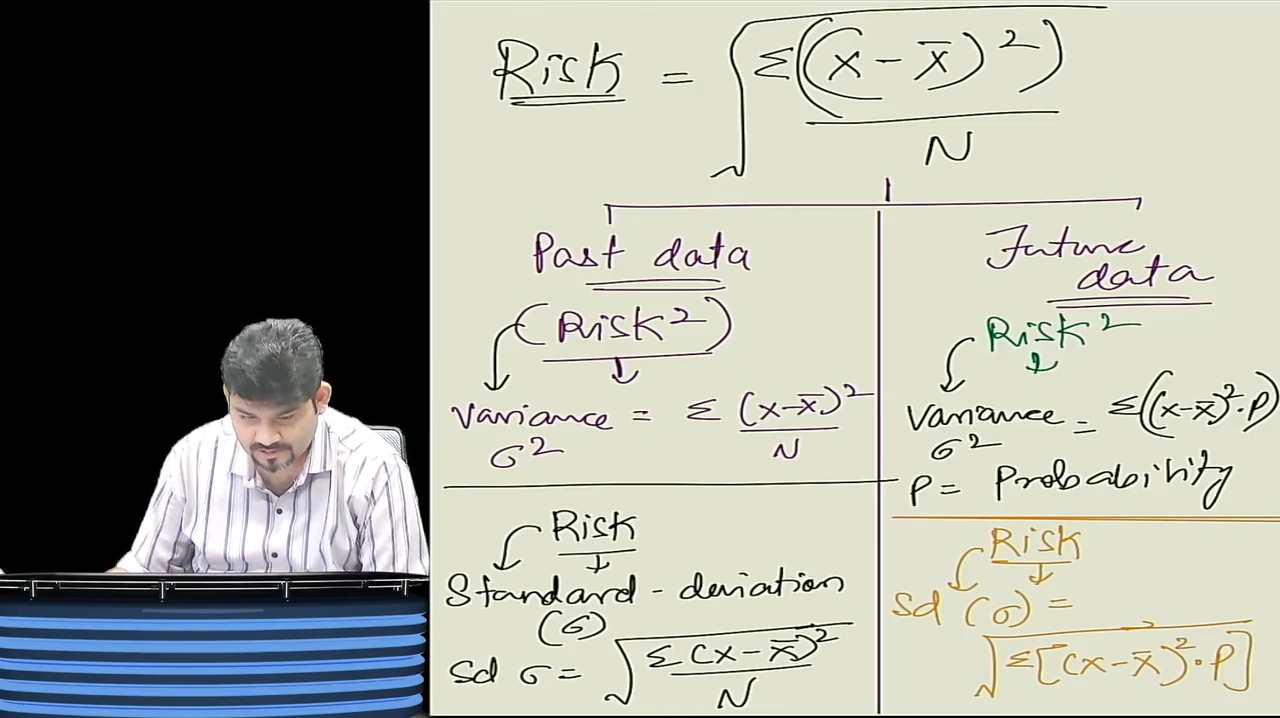 Risk = √Σ((x-x̄)²)
N
Past data
(Risk²)
Variance = Σ (x-x̄)²
σ² N
Risk
Standard - deviation
(σ)
Sd σ = √Σ(x-x̄)²
N
Future
data
Risk²
Variance = Σ((x-x̄)².P)
σ²
P = Probability
Risk
Sd (σ) =
√Σ[(x-x̄)².P]